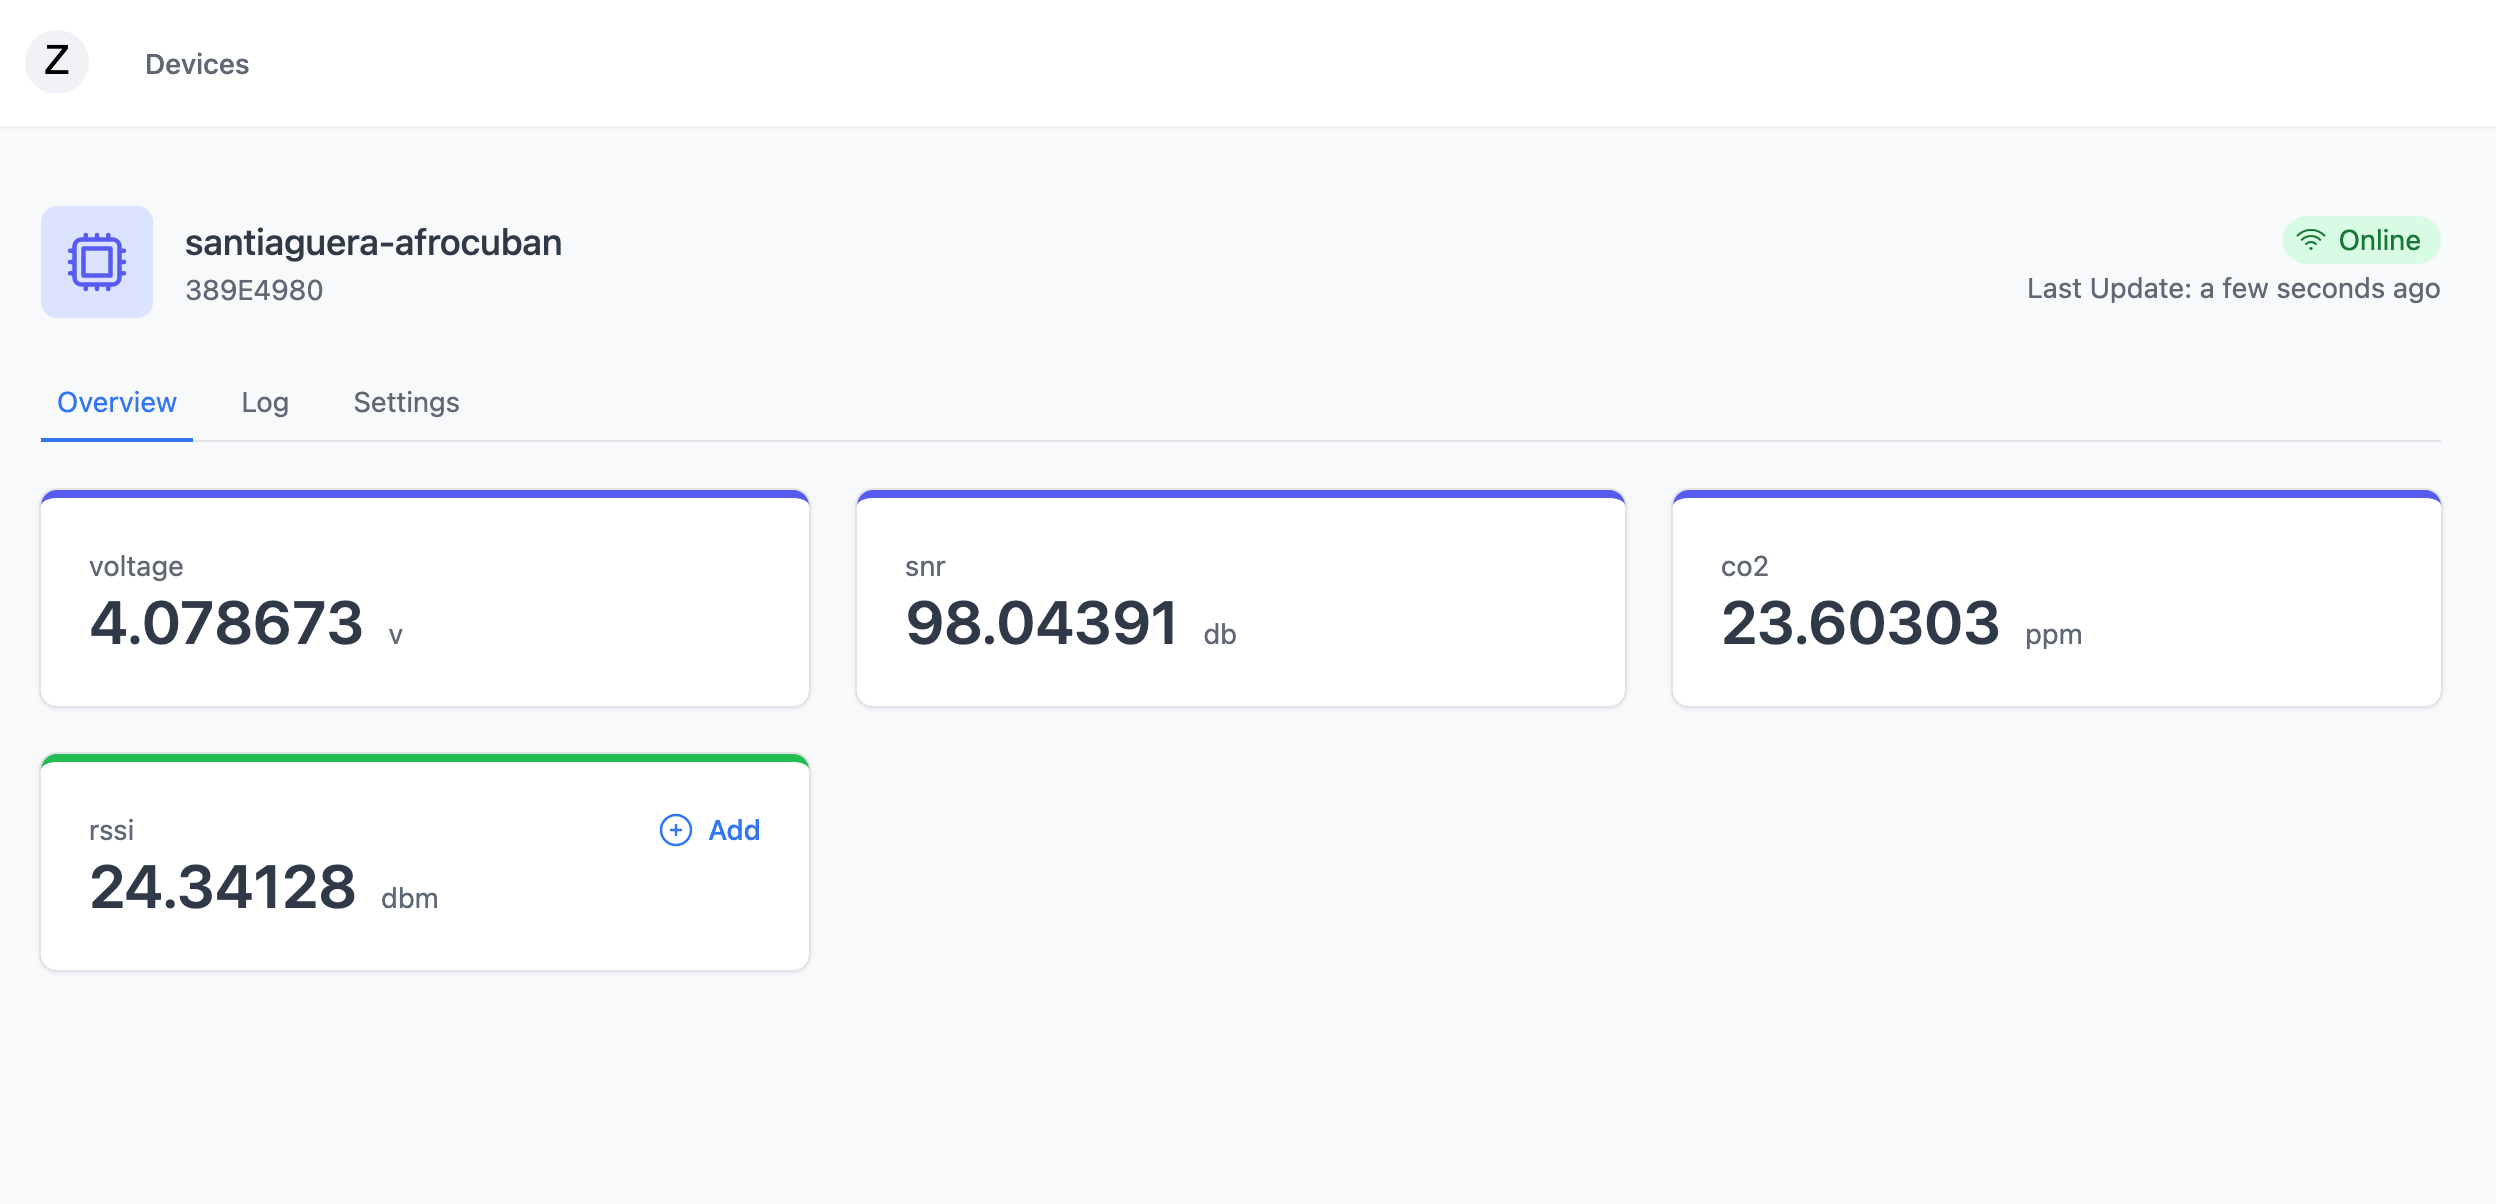 Z
Devices
santiaguera-afrocuban
389E4980
Online
Last Update: a few seconds ago
Overview Log Settings
voltage
4.078673 v
snr
98.04391 db
co2
23.60303 ppm
rssi
Add
24.34128 dbm